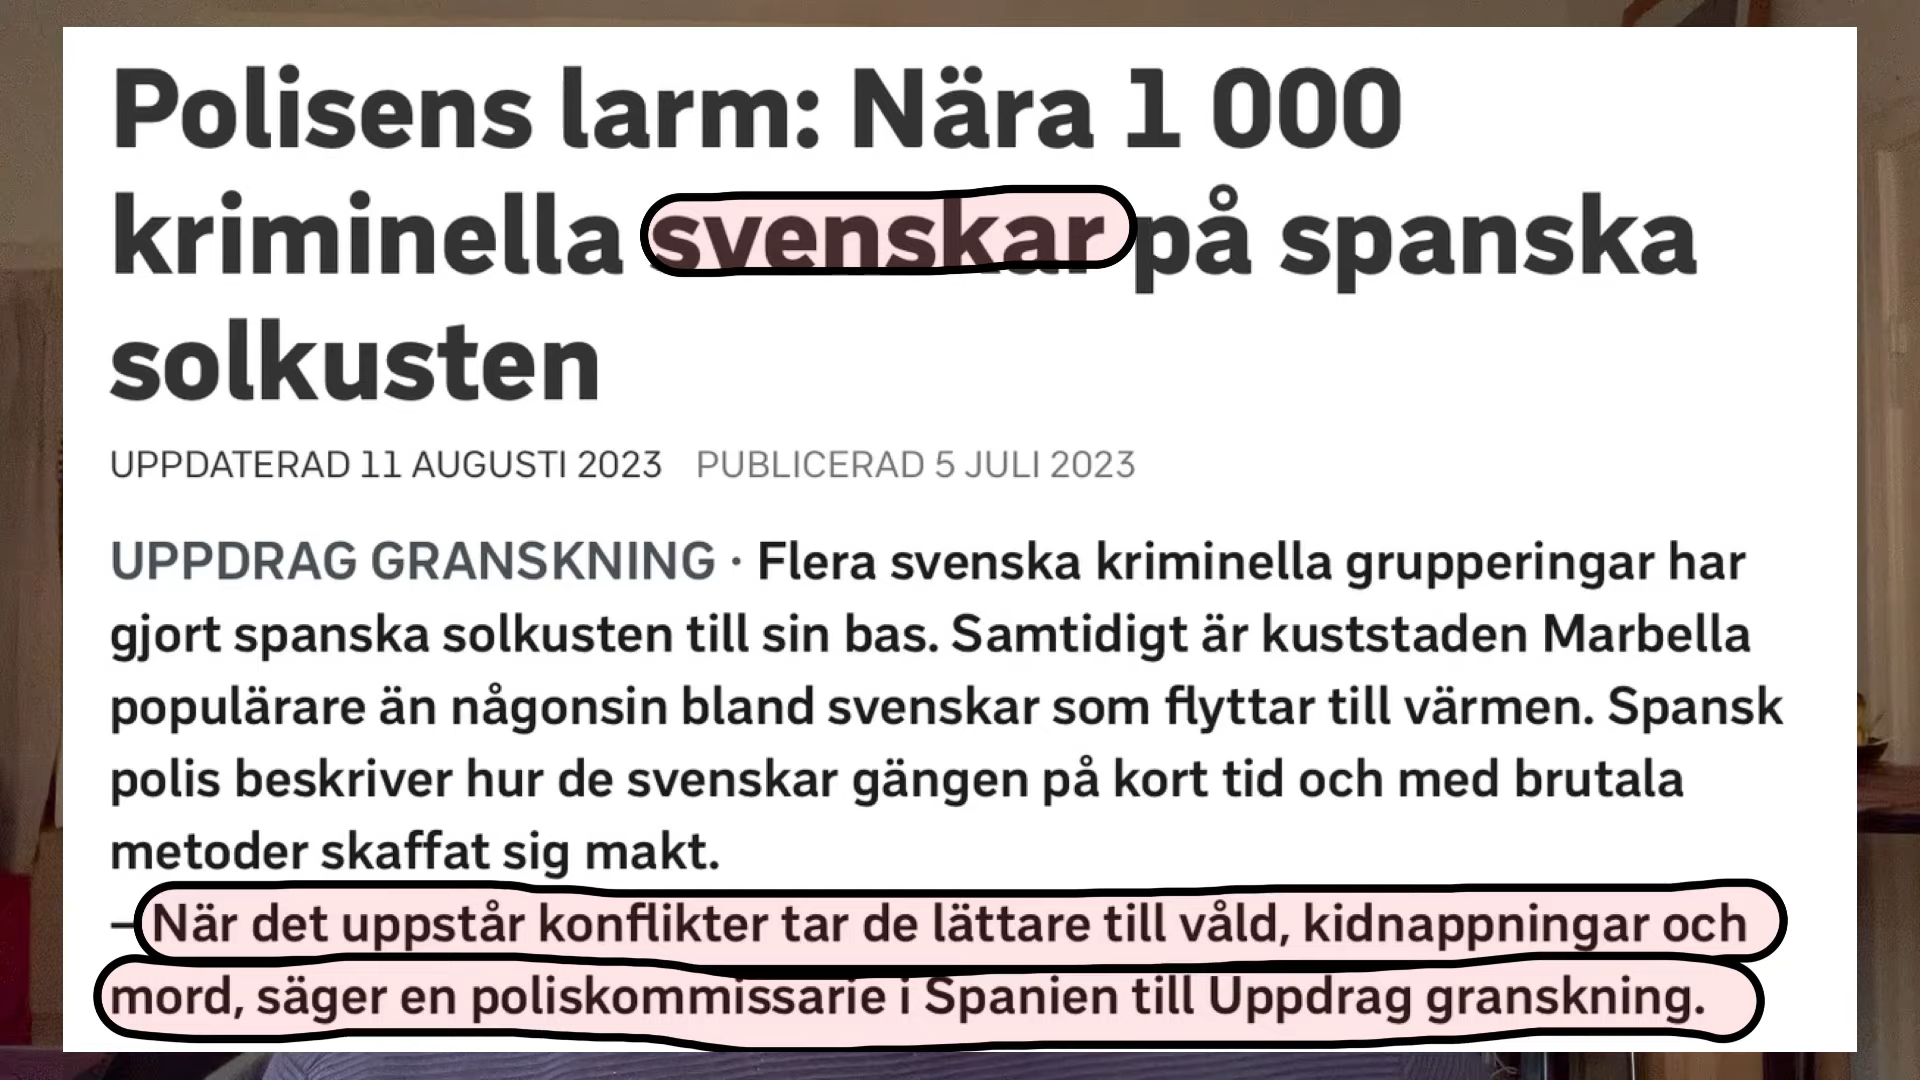 Polisens larm: Nära 1 000
kriminella svenskar på spanska
solkusten
UPPDATERAD 11 AUGUSTI 2023 PUBLICERAD 5 JULI 2023
UPPDRAG GRANSKNING · Flera svenska kriminella grupperingar har
gjort spanska solkusten till sin bas. Samtidigt är kuststaden Marbella
populärare än någonsin bland svenskar som flyttar till värmen. Spansk
polis beskriver hur de svenskar gängen på kort tid och med brutala
metoder skaffat sig makt.
– När det uppstår konflikter tar de lättare till våld, kidnappningar och
mord, säger en poliskommissarie i Spanien till Uppdrag granskning.